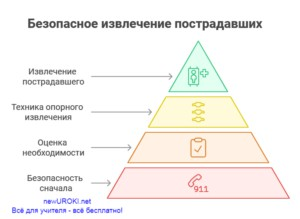 Безопасное извлечение пострадавших
Извлечение
пострадавшего
Техника опорного
извлечения
Оценка
необходимости
Безопасность
сначала
911
newUROKI.net
Всё для учителя - всё бесплатно!